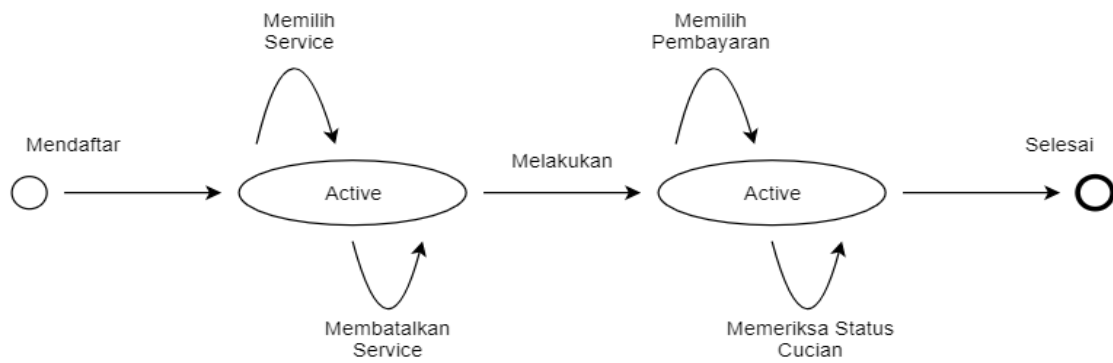 Memilih
Service
Memilih
Pembayaran
Mendaftar
Melakukan
Selesai
Active
Active
Membatalkan
Service
Memeriksa Status
Cucian